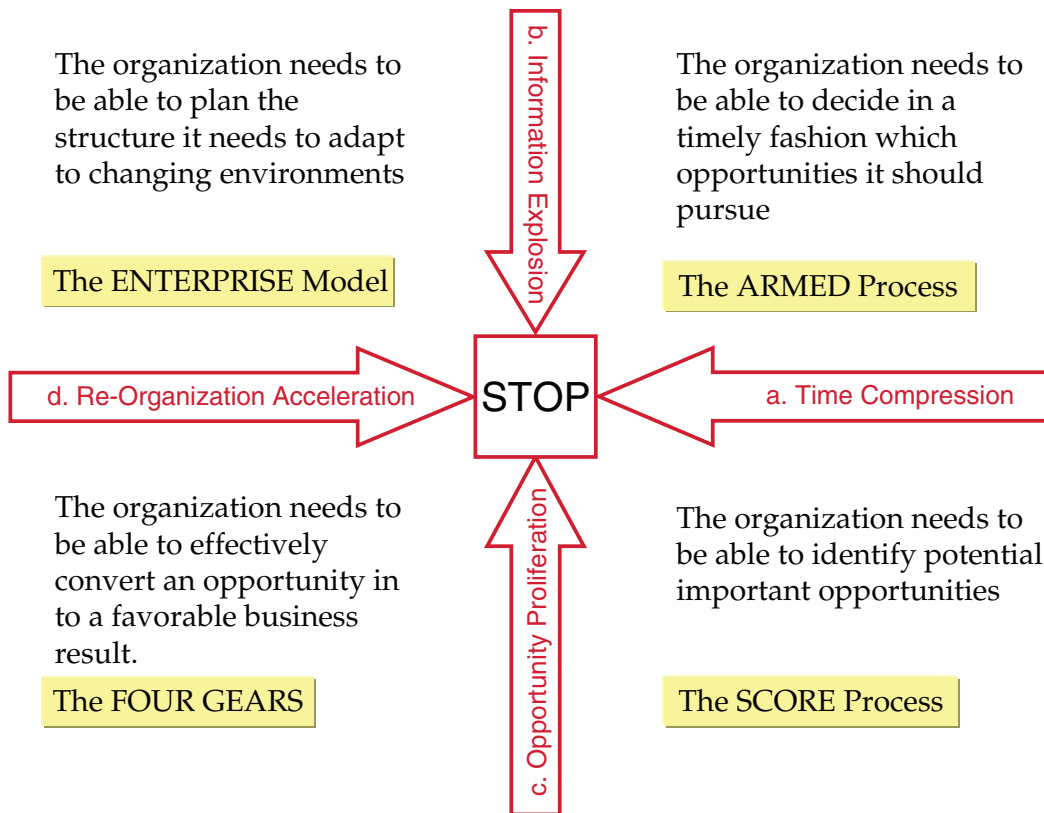 The organization needs to
be able to plan the
structure it needs to adapt
to changing environments
The ENTERPRISE Model
b. Information Explosion
The organization needs to
be able to decide in a
timely fashion which
opportunities it should
pursue
The ARMED Process
d. Re-Organization Acceleration
STOP
a. Time Compression
The organization needs to
be able to effectively
convert an opportunity in
to a favorable business
result.
The FOUR GEARS
c. Opportunity Proliferation
The organization needs to
be able to identify potential
important opportunities
The SCORE Process